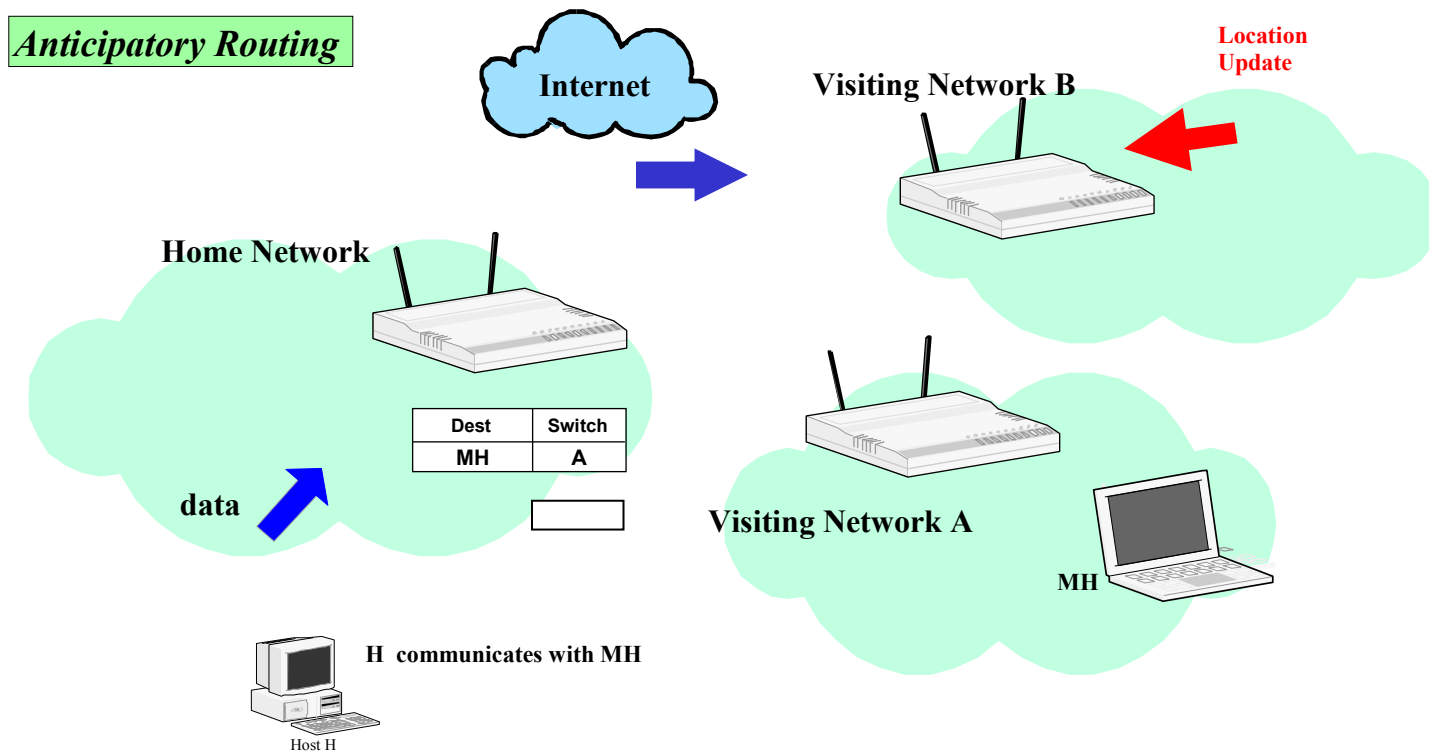 Anticipatory Routing
Internet
Location
Update
Visiting Network B
Home Network
Dest Switch
MH A
data
Visiting Network A
MH
H communicates with MH
Host H